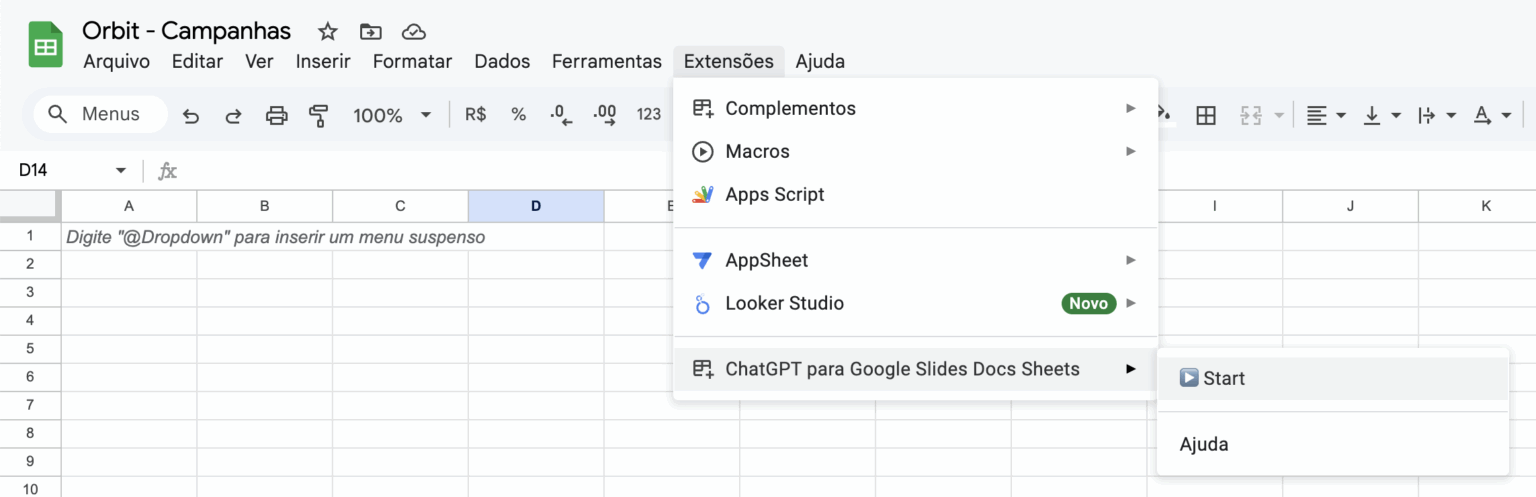 Orbit - Campanhas
Arquivo Editar Ver Inserir Formatar Dados Ferramentas Extensões Ajuda
Menus 100% R$ % .0 .00 123
Complementos
Macros
Apps Script
AppSheet
Looker Studio Novo
ChatGPT para Google Slides Docs Sheets
Start
Ajuda
D14 fx
A B C D E I J K
1 Digite "@Dropdown" para inserir um menu suspenso
2
3
4
5
6
7
8
9
10